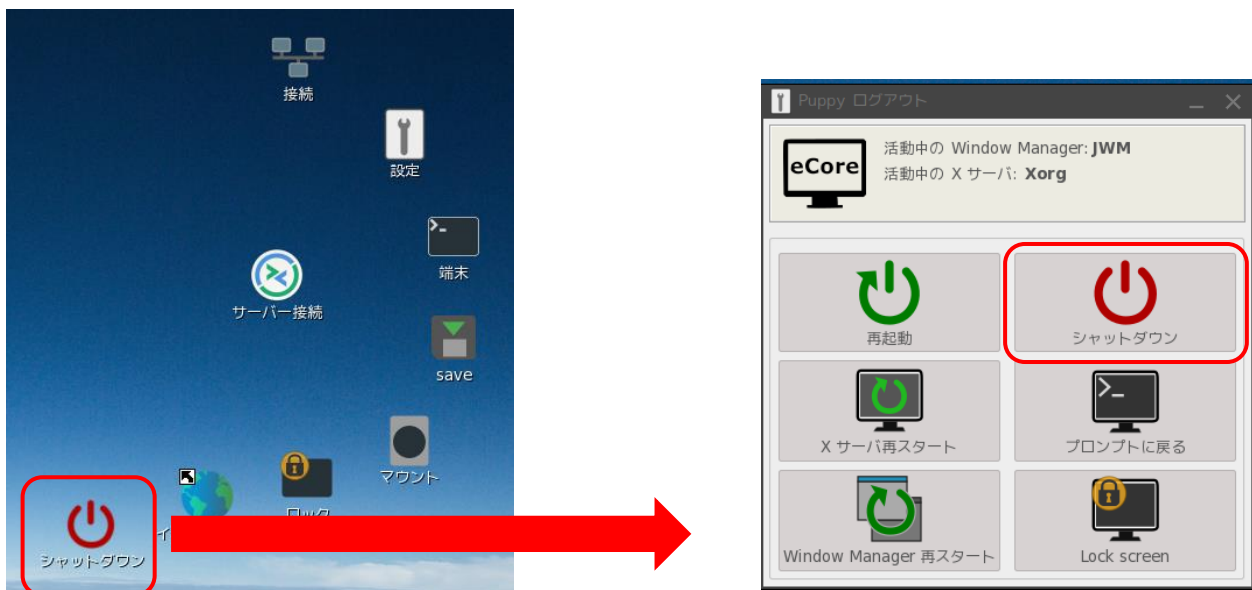 接続
設定
端末
サーバー接続
save
マウント
ロック
シャットダウン
Puppy ログアウト
eCore
活動中の Window Manager: JWM
活動中の X サーバ: Xorg
再起動
シャットダウン
X サーバ再スタート
プロンプトに戻る
Window Manager 再スタート
Lock screen